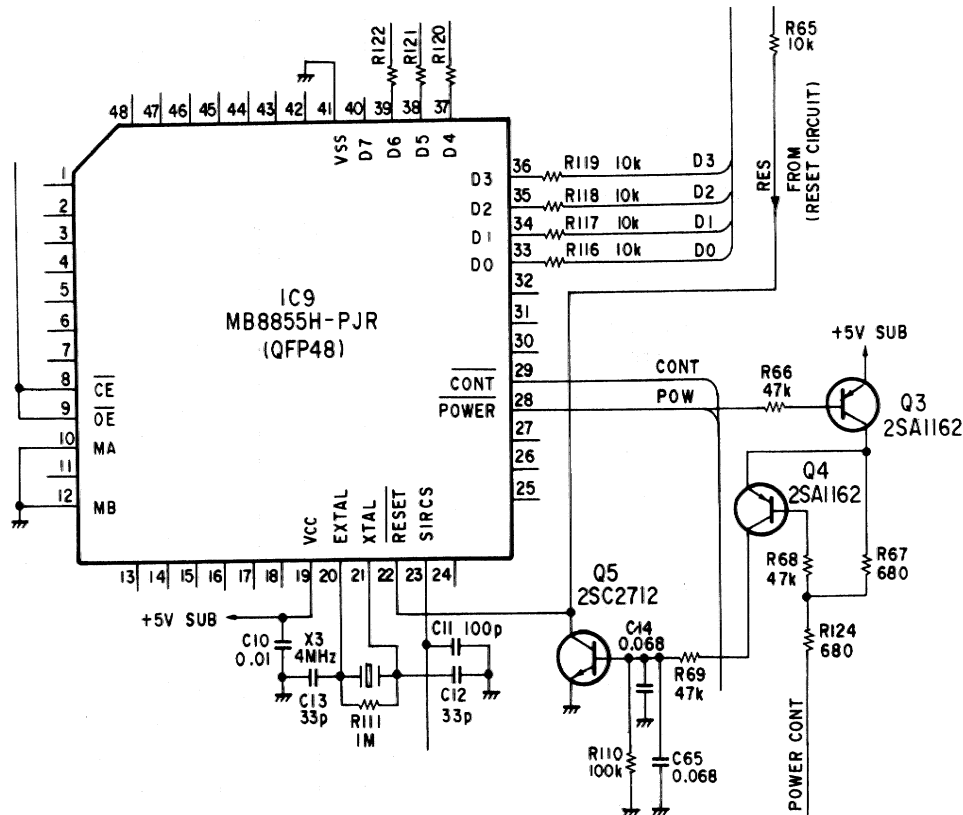 R122
R121
R120
R65
10k
48 47 46 45 44 43 42 41 40 39 38 37
VSS D7 D6 D5 D4
RES
FROM
(RESET CIRCUIT)
1
2
3
4
5
6
7
8 CE
9 OE
10 MA
11
12 MB
IC9
MB8855H-PJR
(QFP48)
D3 36 R119 10k D3
D2 35 R118 10k D2
D1 34 R117 10k D1
D0 33 R116 10k D0
32
31
30
CONT 29 CONT
POWER 28 POW
27
26
25
+5V SUB
R66
47k
Q3
2SA1162
Q4
2SA1162
R68
47k
R67
680
R124
680
POWER CONT
VCC EXTAL XTAL RESET SIRCS
13 14 15 16 17 18 19 20 21 22 23 24
+5V SUB
C10
0.01
X3
4MHz
C13
33p
R111
1M
C11 100p
C12
33p
Q5
2SC2712
C14
0.068
R69
47k
R110
100k
C65
0.068